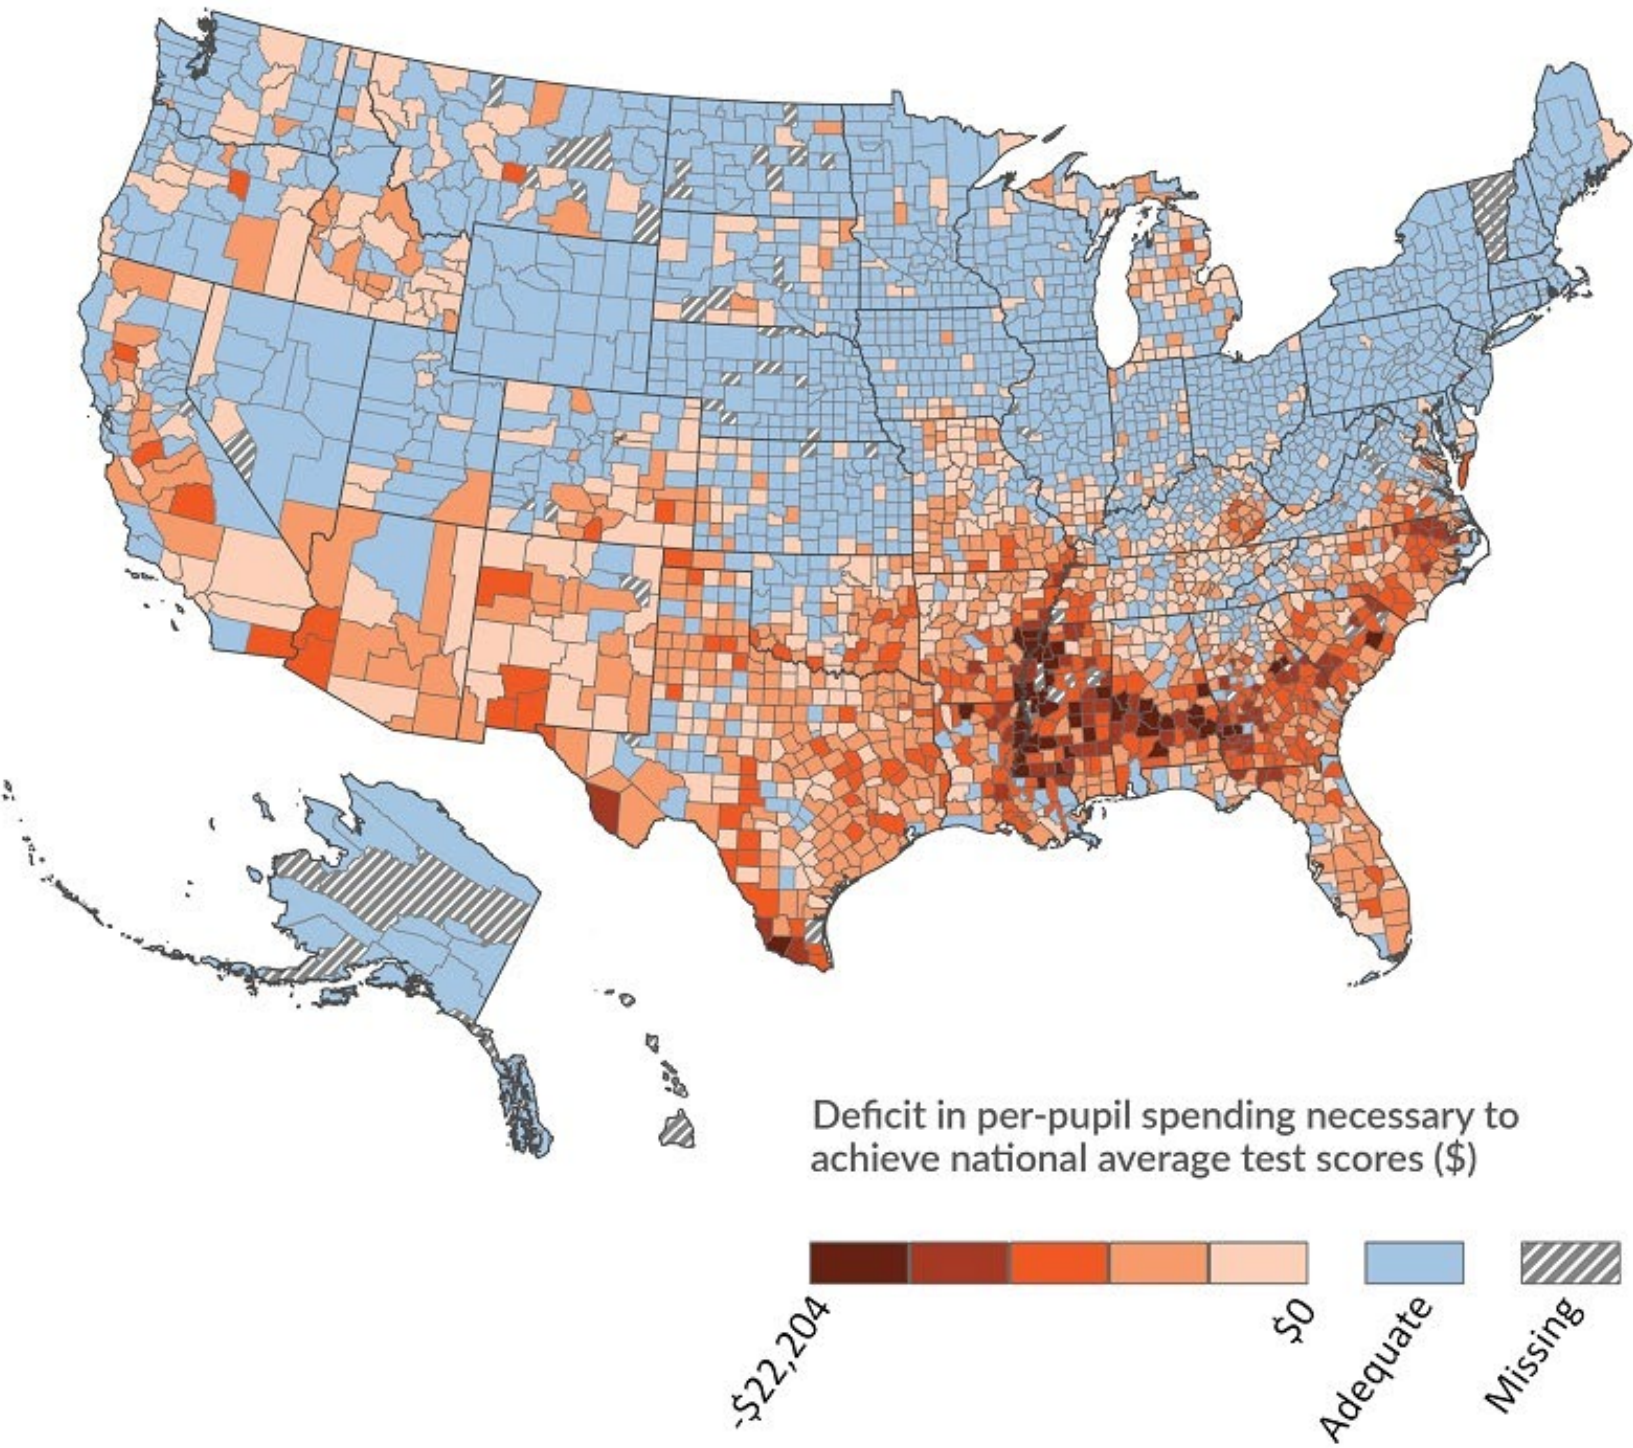 Deficit in per-pupil spending necessary to
achieve national average test scores ($)
-$22,204
$0
Adequate
Missing